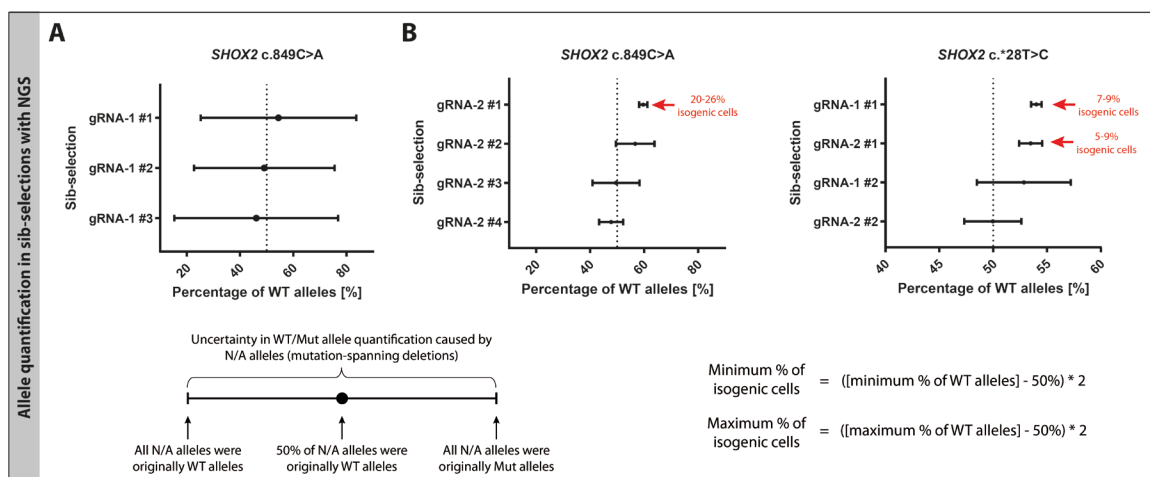 Allele quantification in sib-selections with NGS
A
SHOX2 c.849C>A
Sib-selection
gRNA-1 #1
gRNA-1 #2
gRNA-1 #3
20
40
60
80
Percentage of WT alleles [%]
B
SHOX2 c.849C>A
Sib-selection
gRNA-2 #1
gRNA-2 #2
gRNA-2 #3
gRNA-2 #4
20-26%
isogenic cells
20
40
60
80
Percentage of WT alleles [%]
SHOX2 c.*28T>C
Sib-selection
gRNA-1 #1
gRNA-2 #1
gRNA-1 #2
gRNA-2 #2
7-9%
isogenic cells
5-9%
isogenic cells
40
45
50
55
60
Percentage of WT alleles [%]
Uncertainty in WT/Mut allele quantification caused by
N/A alleles (mutation-spanning deletions)
All N/A alleles were
originally WT alleles
50% of N/A alleles were
originally WT alleles
All N/A alleles were
originally Mut alleles
Minimum % of
isogenic cells = ([minimum % of WT alleles] - 50%) * 2
Maximum % of
isogenic cells = ([maximum % of WT alleles] - 50%) * 2